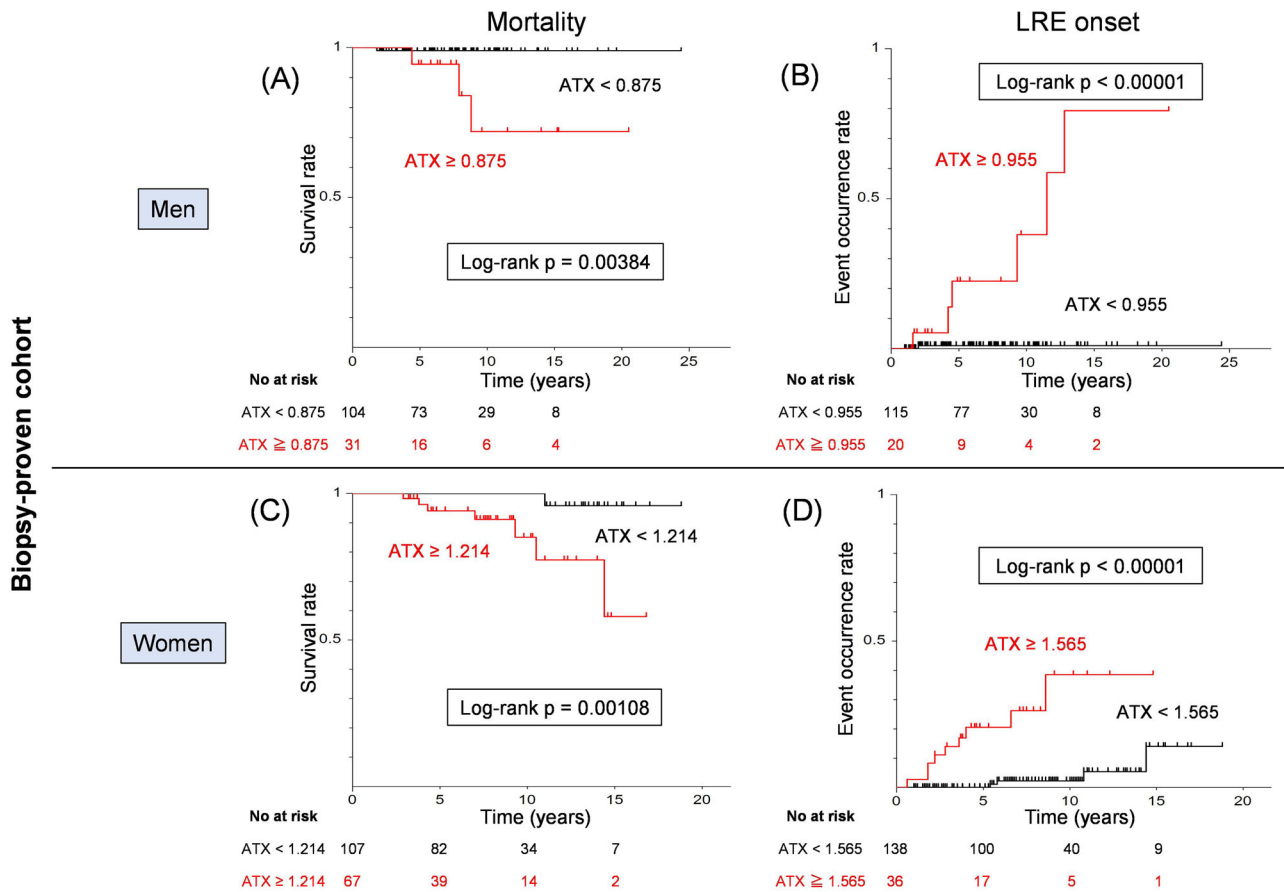 Mortality
LRE onset
Biopsy-proven cohort
Men
(A)
1
0.5
Survival rate
ATX < 0.875
ATX ≥ 0.875
Log-rank p = 0.00384
0 5 10 15 20 25
Time (years)
No at risk
ATX < 0.875 104 73 29 8
ATX ≧ 0.875 31 16 6 4
(B)
1
0.5
Event occurrence rate
Log-rank p < 0.00001
ATX ≥ 0.955
ATX < 0.955
0 5 10 15 20 25
Time (years)
No at risk
ATX < 0.955 115 77 30 8
ATX ≧ 0.955 20 9 4 2
Women
(C)
1
0.5
Survival rate
ATX < 1.214
ATX ≥ 1.214
Log-rank p = 0.00108
0 5 10 15 20
Time (years)
No at risk
ATX < 1.214 107 82 34 7
ATX ≥ 1.214 67 39 14 2
(D)
1
0.5
Event occurrence rate
Log-rank p < 0.00001
ATX ≥ 1.565
ATX < 1.565
0 5 10 15 20
Time (years)
No at risk
ATX < 1.565 138 100 40 9
ATX ≧ 1.565 36 17 5 1